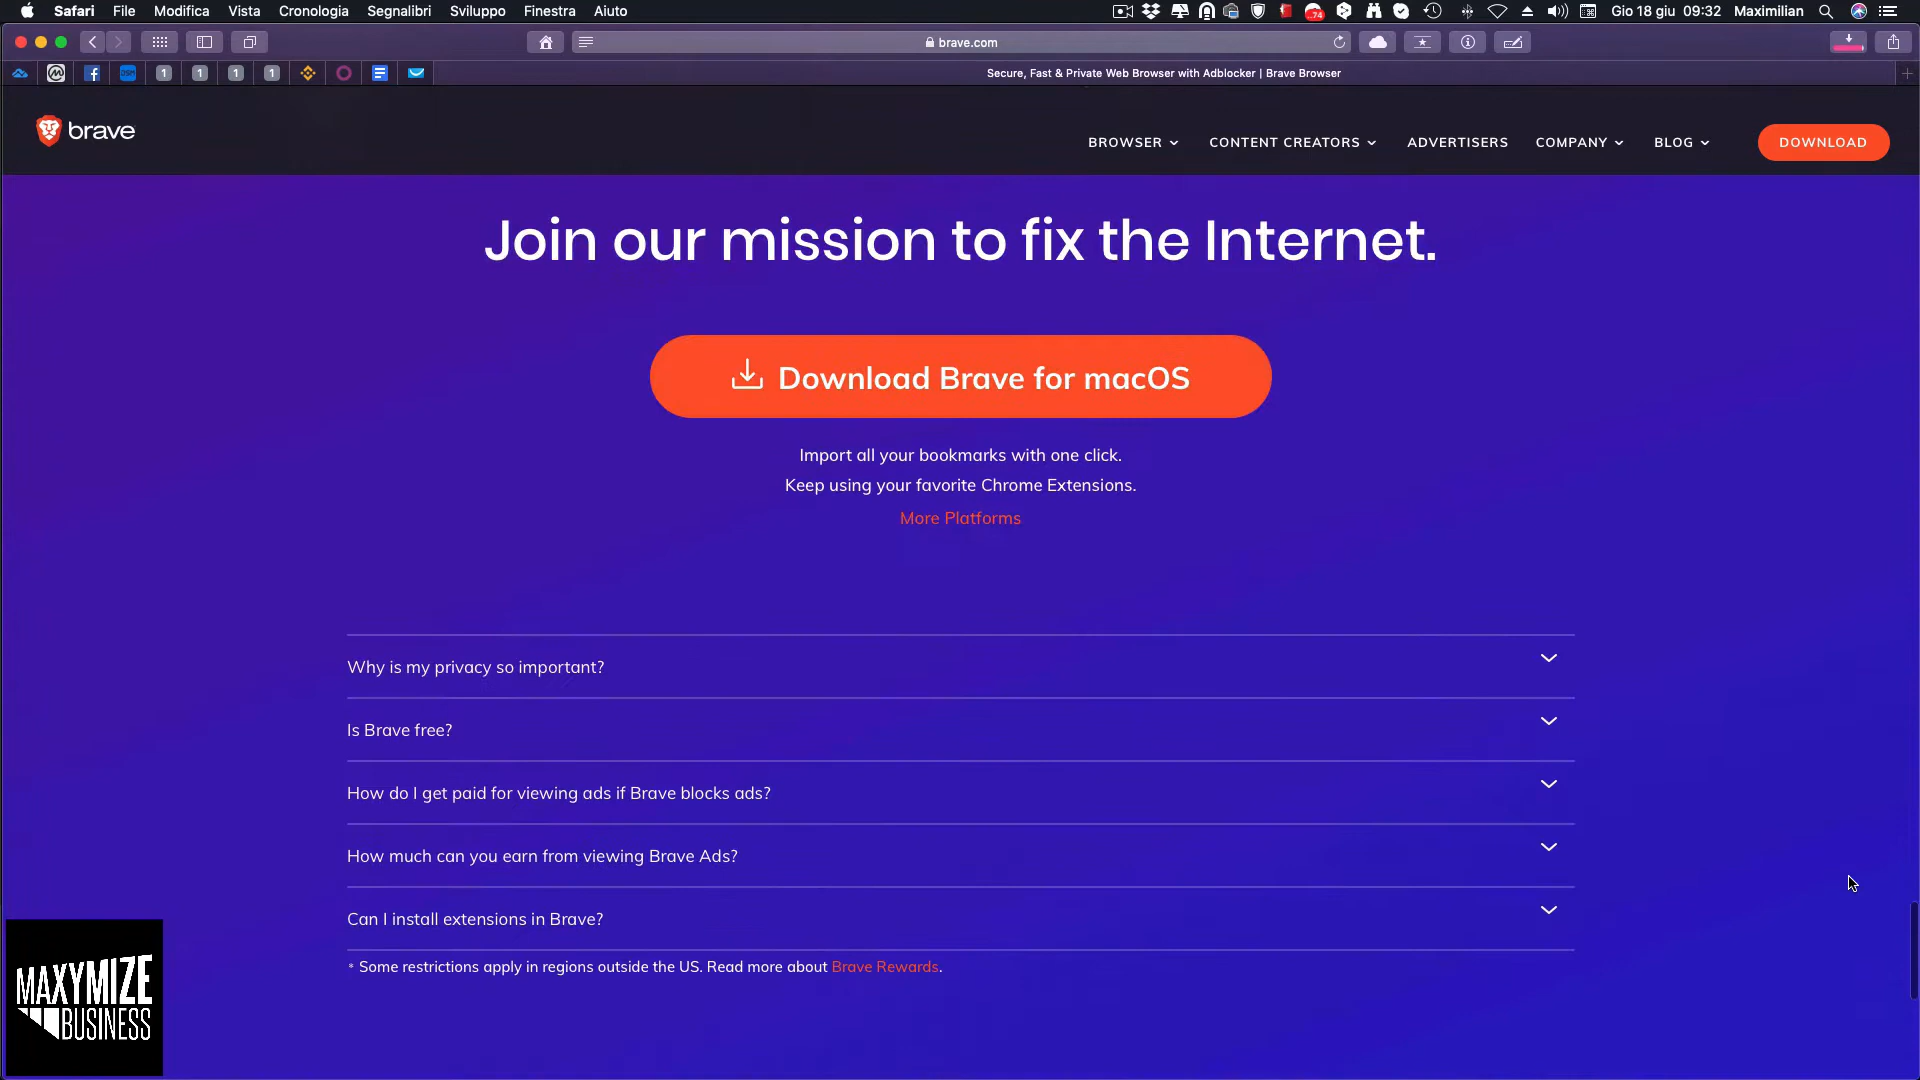 Safari File Modifica Vista Cronologia Segnalibri Sviluppo Finestra Aiuto 74 Gio 18 giu 09:32 Maximilian
brave.com
1 1 1 1 Secure, Fast & Private Web Browser with Adblocker | Brave Browser
brave BROWSER CONTENT CREATORS ADVERTISERS COMPANY BLOG DOWNLOAD
Join our mission to fix the Internet.
Download Brave for macOS
Import all your bookmarks with one click.
Keep using your favorite Chrome Extensions.
More Platforms
Why is my privacy so important?
Is Brave free?
How do I get paid for viewing ads if Brave blocks ads?
How much can you earn from viewing Brave Ads?
Can I install extensions in Brave?
* Some restrictions apply in regions outside the US. Read more about Brave Rewards.
MAXYMIZE
BUSINESS